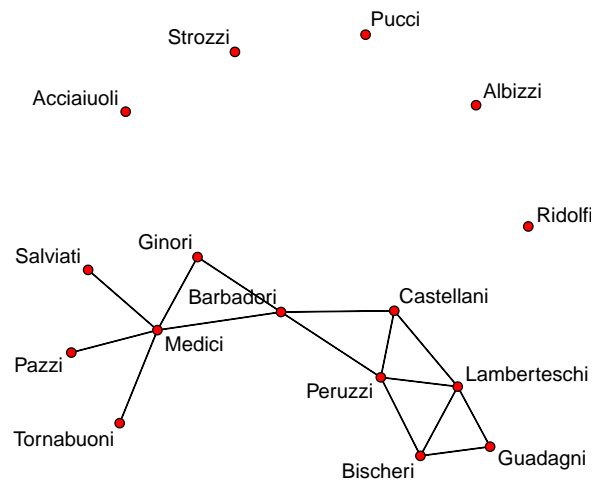 Pucci
Strozzi
Acciaiuoli
Albizzi
Ridolfi
Ginori
Salviati
Barbadori
Castellani
Medici
Pazzi
Peruzzi
Lamberteschi
Tornabuoni
Bischeri
Guadagni